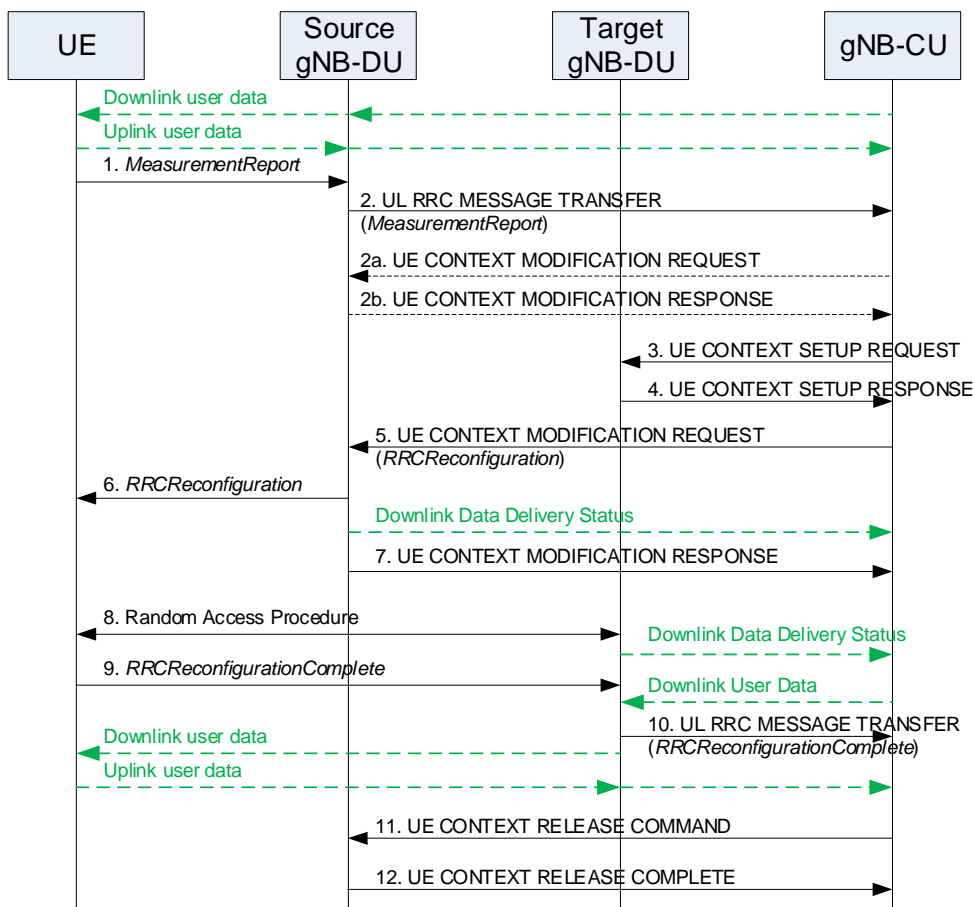 UE
Source
gNB-DU
Target
gNB-DU
gNB-CU
Downlink user data
Uplink user data
1. MeasurementReport
2. UL RRC MESSAGE TRANSFER
(MeasurementReport)
2a. UE CONTEXT MODIFICATION REQUEST
2b. UE CONTEXT MODIFICATION RESPONSE
3. UE CONTEXT SETUP REQUEST
4. UE CONTEXT SETUP RESPONSE
5. UE CONTEXT MODIFICATION REQUEST
(RRCReconfiguration)
6. RRCReconfiguration
Downlink Data Delivery Status
7. UE CONTEXT MODIFICATION RESPONSE
8. Random Access Procedure
Downlink Data Delivery Status
9. RRCReconfigurationComplete
Downlink User Data
10. UL RRC MESSAGE TRANSFER
(RRCReconfigurationComplete)
Downlink user data
Uplink user data
11. UE CONTEXT RELEASE COMMAND
12. UE CONTEXT RELEASE COMPLETE